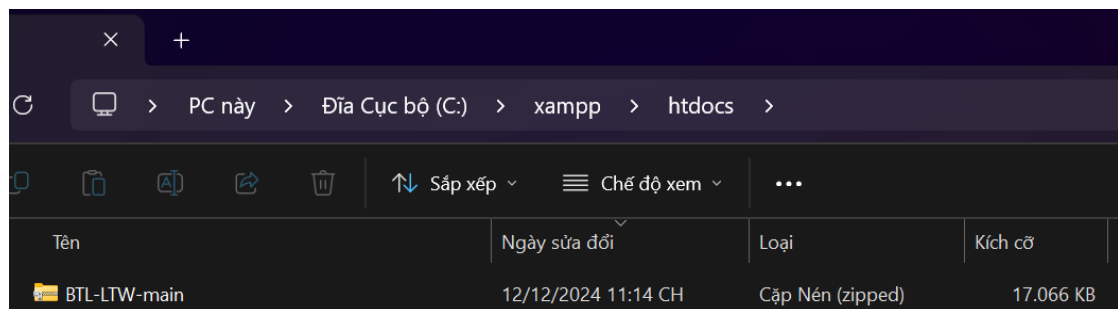 PC này > Đĩa Cục bộ (C:) > xampp > htdocs >
Sắp xếp Chế độ xem
Tên Ngày sửa đổi Loại Kích cỡ
BTL-LTW-main 12/12/2024 11:14 CH Cặp Nén (zipped) 17.066 KB